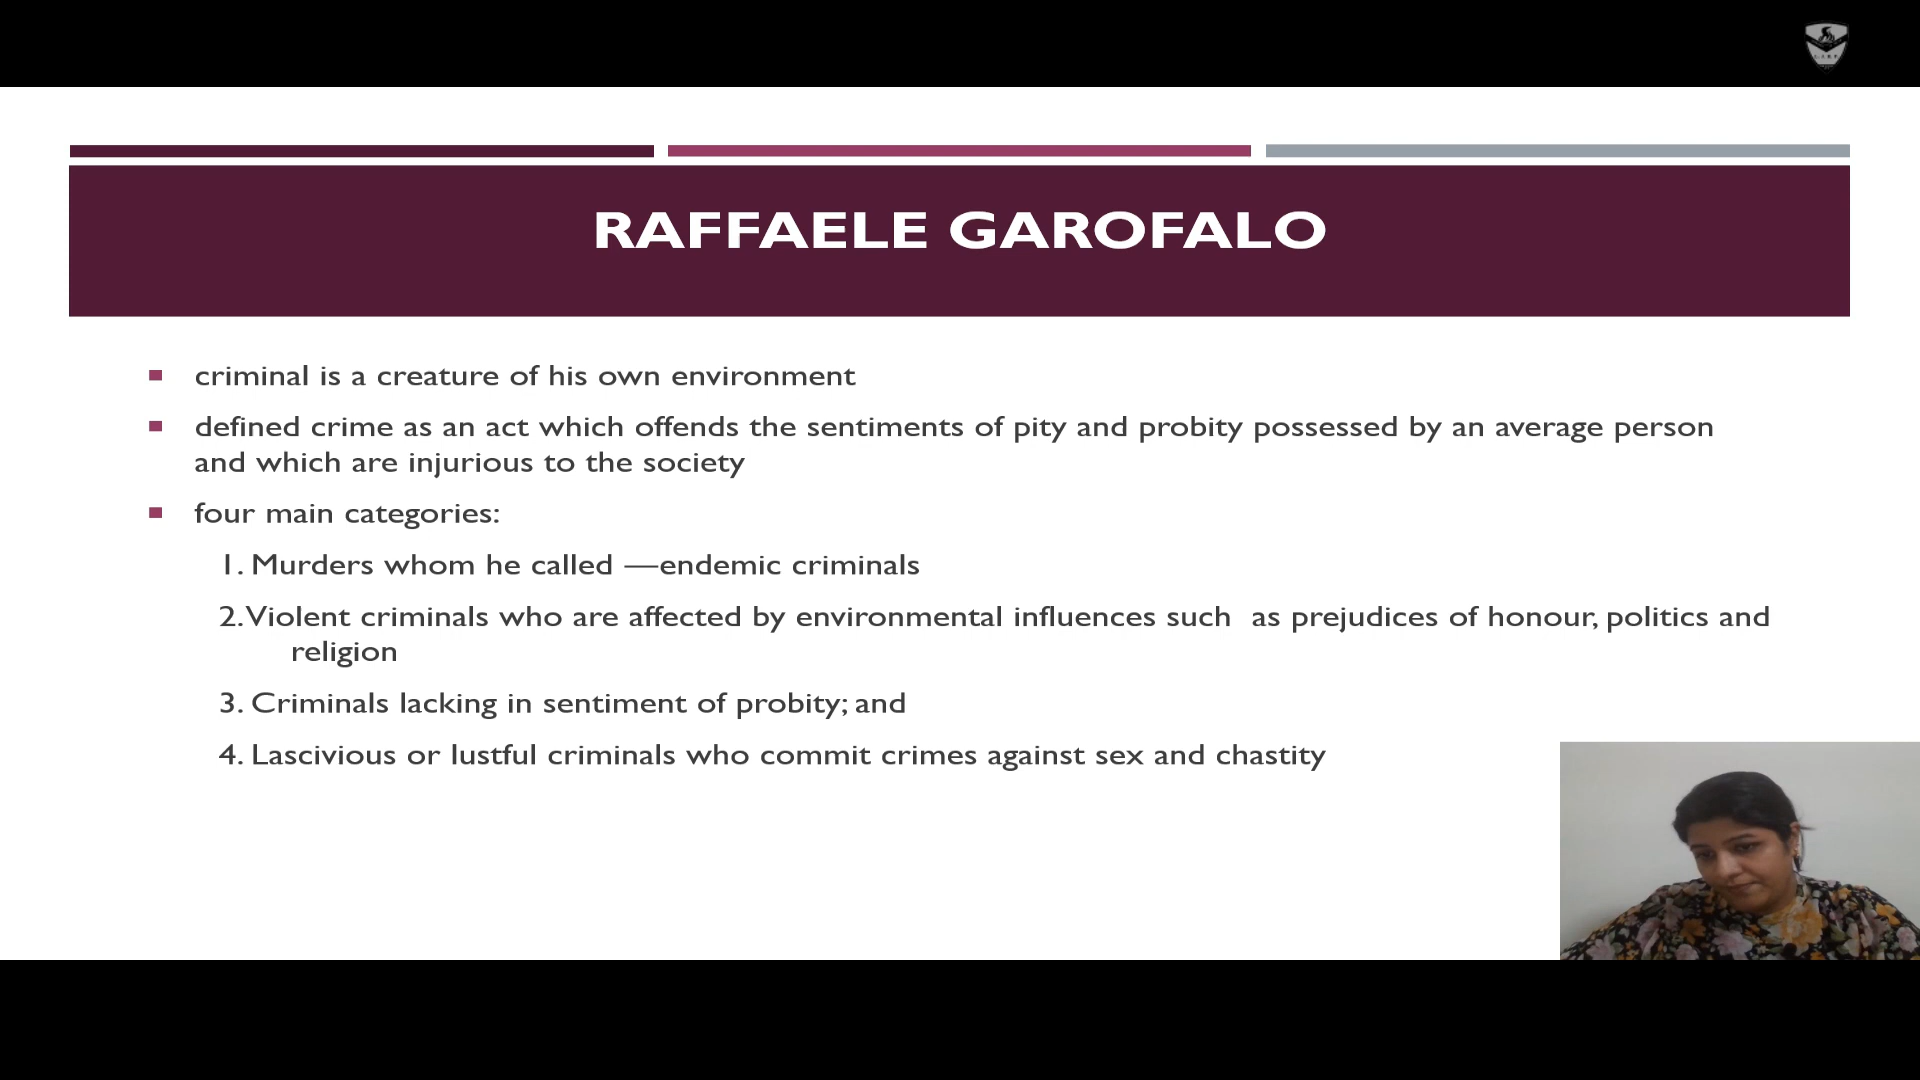 RAFFAELE GAROFALO
criminal is a creature of his own environment
defined crime as an act which offends the sentiments of pity and probity possessed by an average person
and which are injurious to the society
four main categories:
1. Murders whom he called —endemic criminals
2. Violent criminals who are affected by environmental influences such  as prejudices of honour, politics and
religion
3. Criminals lacking in sentiment of probity; and
4. Lascivious or lustful criminals who commit crimes against sex and chastity